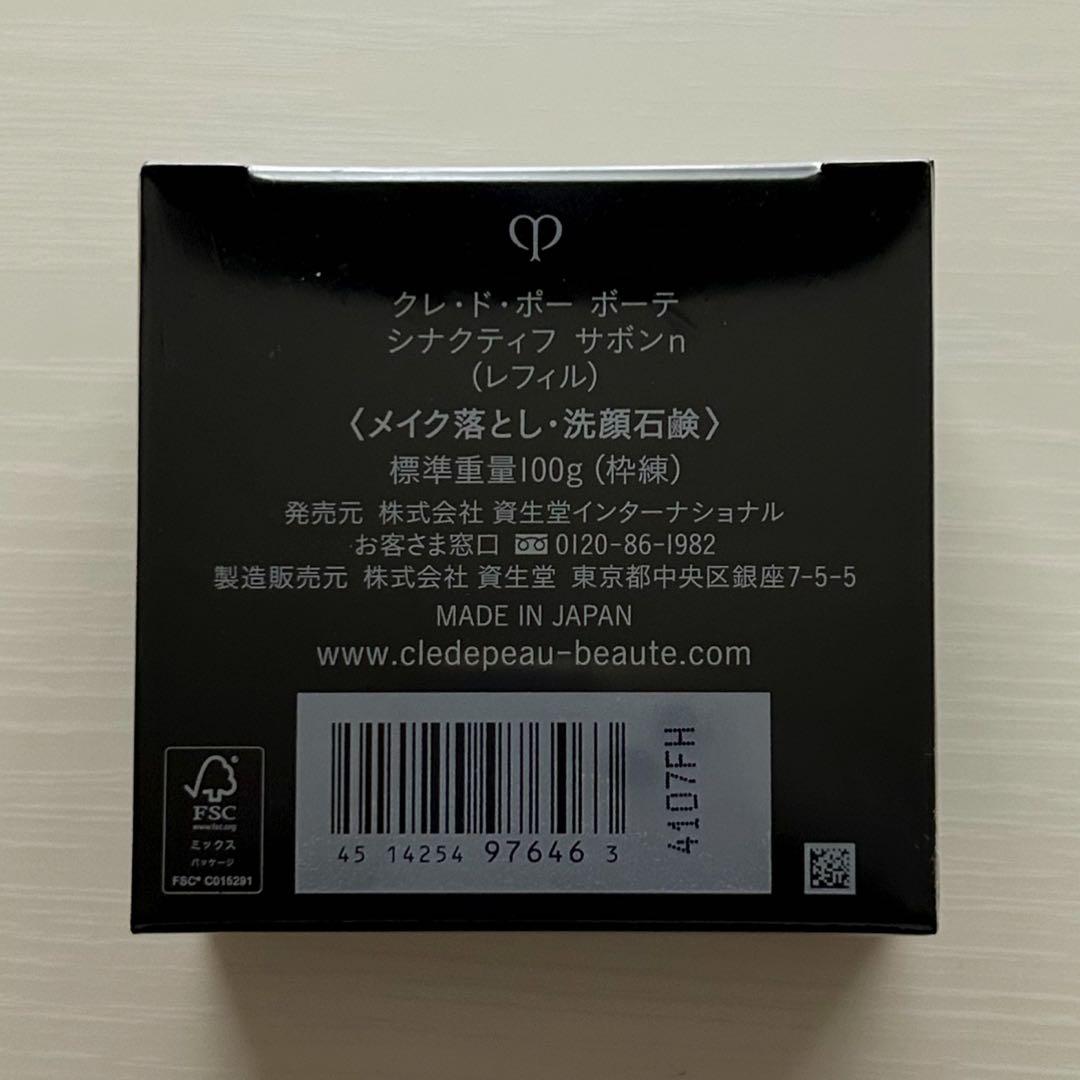 クレ・ド・ポー ボーテ
シナクティフ サボンn
(レフィル)
〈メイク落とし・洗顔石鹸〉
標準重量100g (枠練)
発売元 株式会社 資生堂インターナショナル
お客さま窓口 0120-86-1982
製造販売元 株式会社 資生堂 東京都中央区銀座7-5-5
MADE IN JAPAN
www.cledepeau-beaute.com
FSC
www.fsc.org
ミックス
パッケージ
FSC® C015291
45 14254 97646 3
4107FH